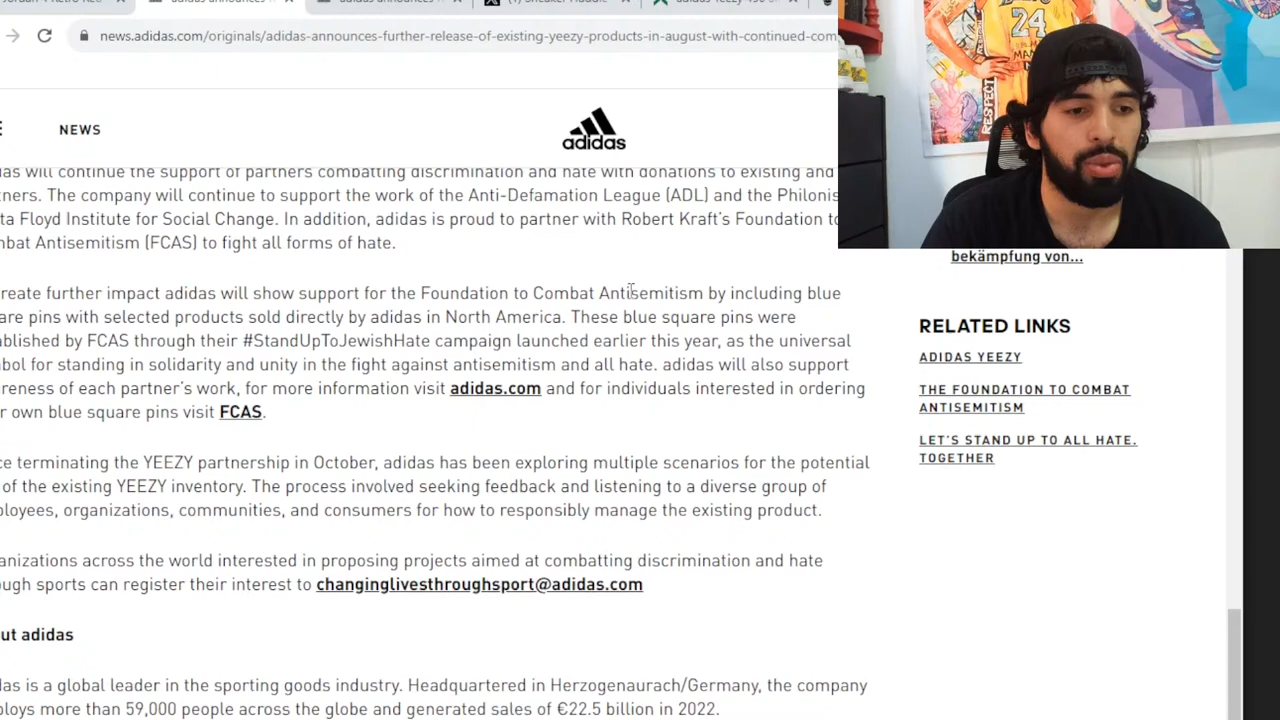 adidas announces
news.adidas.com/originals/adidas-announces-further-release-of-existing-yeezy-products-in-august-with-continued-com
24
RESPECT
NEWS
adidas
das will continue the support of partners combatting discrimination and hate with donations to existing and
tners. The company will continue to support the work of the Anti-Defamation League (ADL) and the Philonis
ta Floyd Institute for Social Change. In addition, adidas is proud to partner with Robert Kraft's Foundation to
mbat Antisemitism (FCAS) to fight all forms of hate.
bekämpfung von...
reate further impact adidas will show support for the Foundation to Combat Antisemitism by including blue
are pins with selected products sold directly by adidas in North America. These blue square pins were
ablished by FCAS through their #StandUpToJewishHate campaign launched earlier this year, as the universal
bol for standing in solidarity and unity in the fight against antisemitism and all hate. adidas will also support
reness of each partner's work, for more information visit adidas.com and for individuals interested in ordering
r own blue square pins visit FCAS.
RELATED LINKS
ADIDAS YEEZY
THE FOUNDATION TO COMBAT
ANTISEMITISM
LET'S STAND UP TO ALL HATE.
TOGETHER
ce terminating the YEEZY partnership in October, adidas has been exploring multiple scenarios for the potential
of the existing YEEZY inventory. The process involved seeking feedback and listening to a diverse group of
ployees, organizations, communities, and consumers for how to responsibly manage the existing product.
anizations across the world interested in proposing projects aimed at combatting discrimination and hate
ough sports can register their interest to changinglivesthroughsport@adidas.com
ut adidas
das is a global leader in the sporting goods industry. Headquartered in Herzogenaurach/Germany, the company
ploys more than 59,000 people across the globe and generated sales of €22.5 billion in 2022.